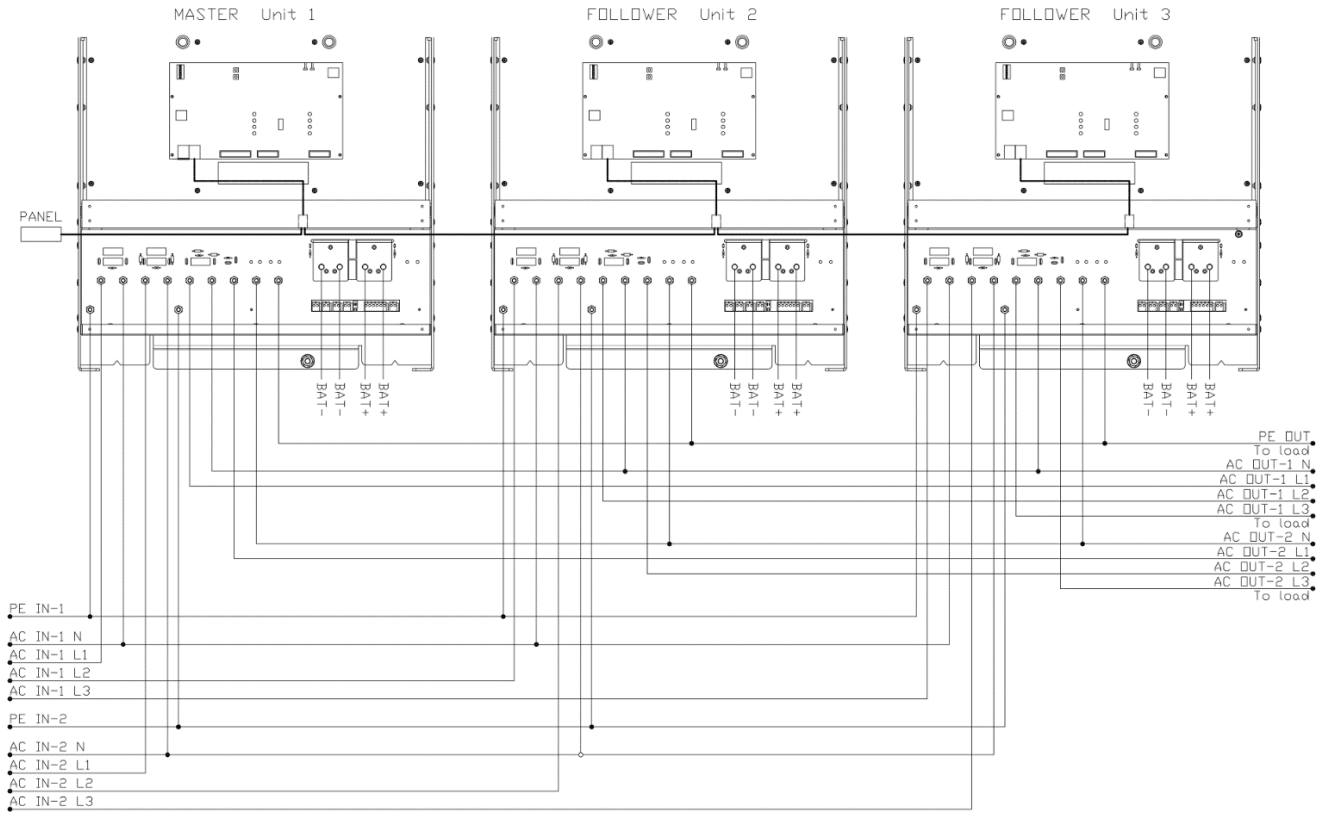 MASTER Unit 1
FOLLOWER Unit 2
FOLLOWER Unit 3
PANEL
BAT-
BAT-
BAT+
BAT+
BAT-
BAT-
BAT+
BAT+
BAT-
BAT-
BAT+
BAT+
PE OUT
To load
AC OUT-1 N
AC OUT-1 L1
AC OUT-1 L2
AC OUT-1 L3
To load
AC OUT-2 N
AC OUT-2 L1
AC OUT-2 L2
AC OUT-2 L3
To load
PE IN-1
AC IN-1 N
AC IN-1 L1
AC IN-1 L2
AC IN-1 L3
PE IN-2
AC IN-2 N
AC IN-2 L1
AC IN-2 L2
AC IN-2 L3